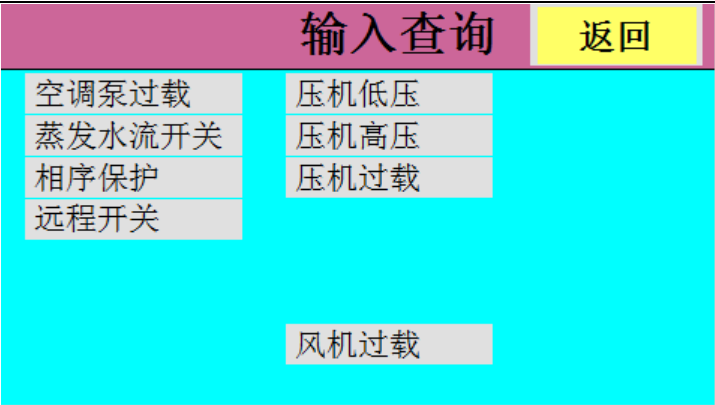 输入查询
返回
空调泵过载
蒸发水流开关
相序保护
远程开关
压机低压
压机高压
压机过载
风机过载